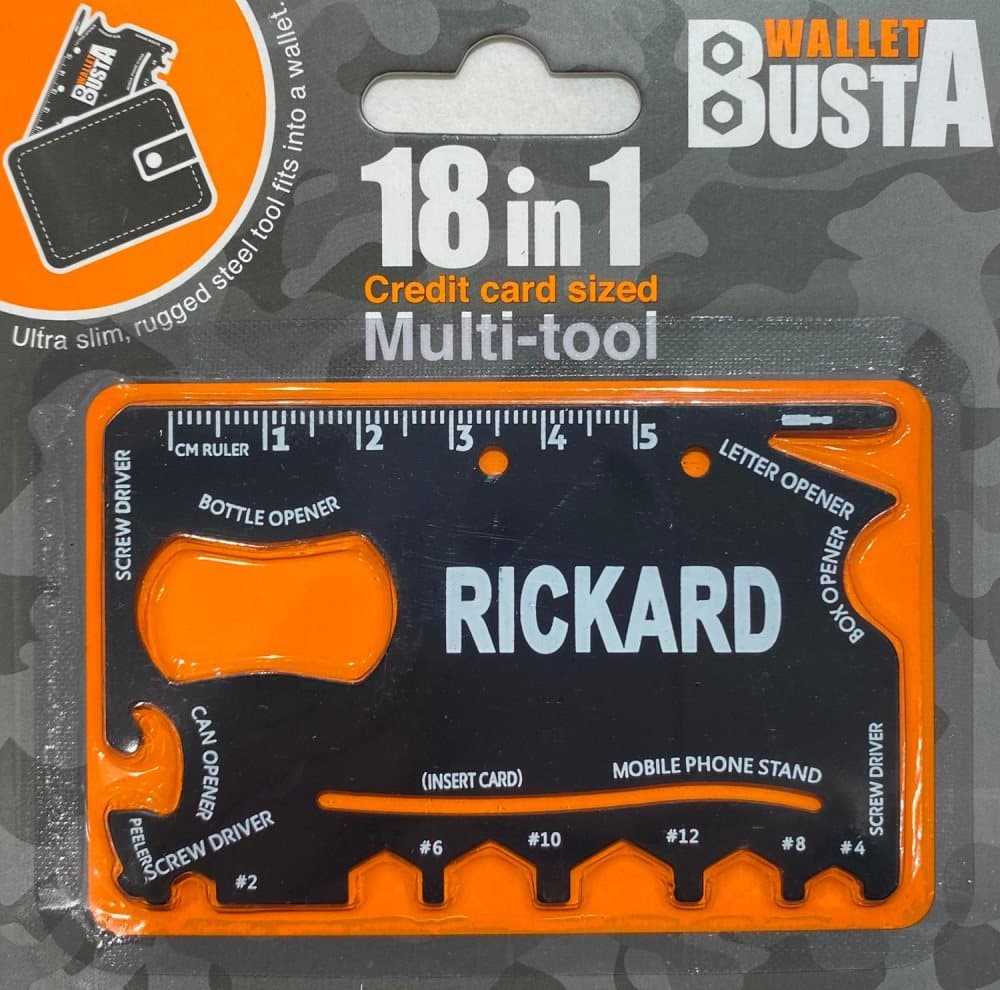 WALLET
BUSTA
WALLET
BUSTA
Ultra slim, rugged steel tool fits into a wallet.
18 in 1
Credit card sized
Multi-tool
1 2 3 4 5
CM RULER
LETTER OPENER
SCREW DRIVER
BOTTLE OPENER
BOX OPENER
RICKARD
CAN OPENER
(INSERT CARD)
MOBILE PHONE STAND
SCREW DRIVER
PEELER
SCREW DRIVER
#2
#6
#10
#12
#8
#4